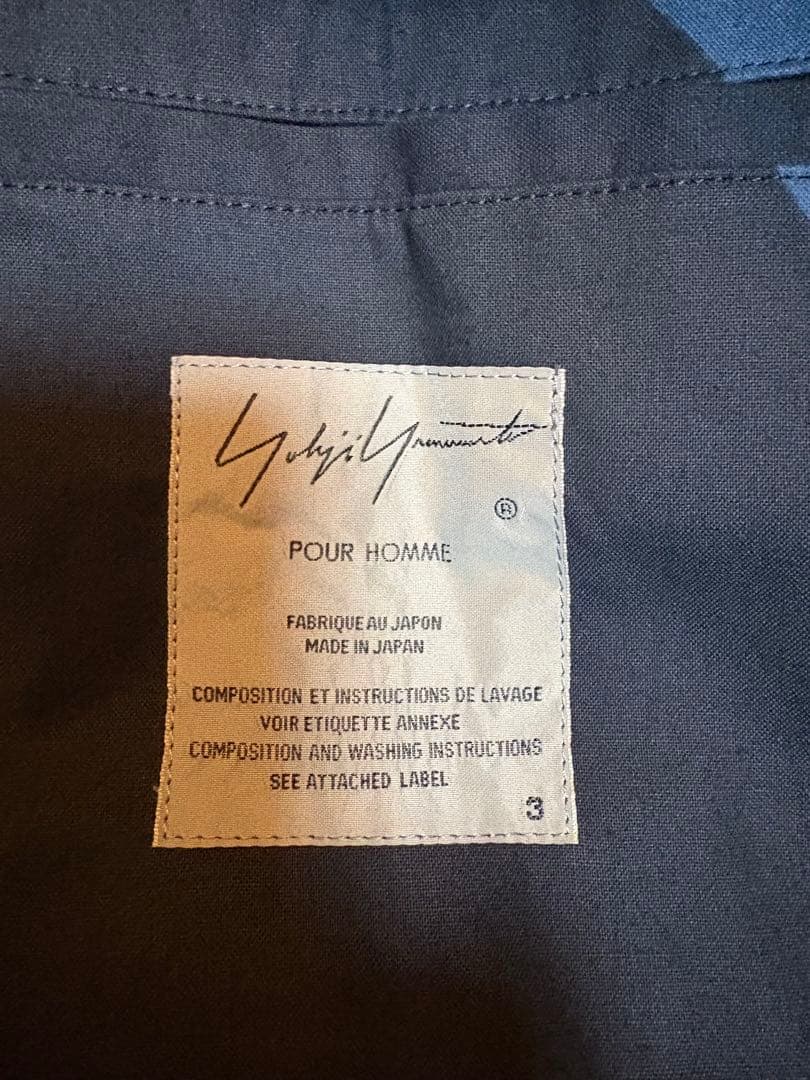 Yohji Yamamoto
®
POUR HOMME
FABRIQUE AU JAPON
MADE IN JAPAN
COMPOSITION ET INSTRUCTIONS DE LAVAGE
VOIR ETIQUETTE ANNEXE
COMPOSITION AND WASHING INSTRUCTIONS
SEE ATTACHED LABEL
3